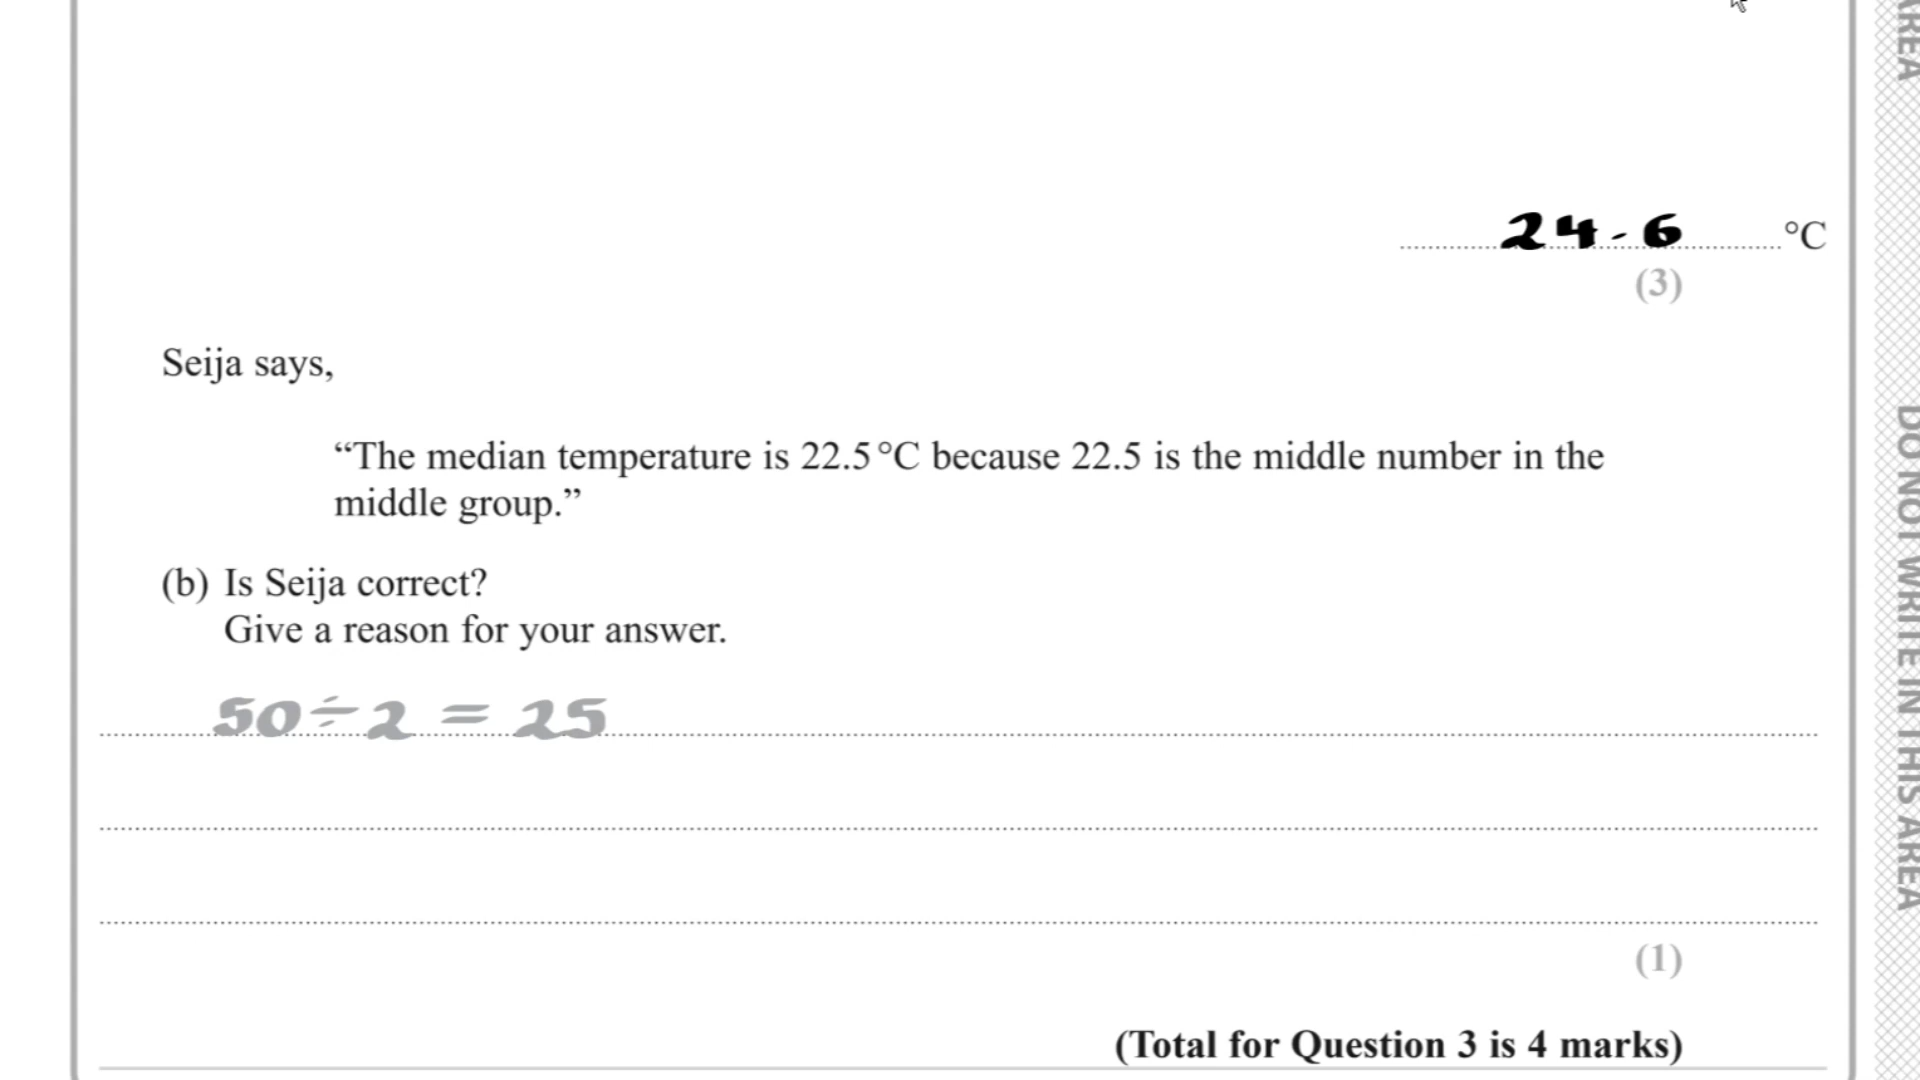 24.6 °C
(3)
Seija says,
“The median temperature is 22.5 °C because 22.5 is the middle number in the
middle group.”
(b) Is Seija correct?
Give a reason for your answer.
50 ÷ 2 = 25
(1)
(Total for Question 3 is 4 marks)
AREA
DO NOT WRITE IN THIS AREA